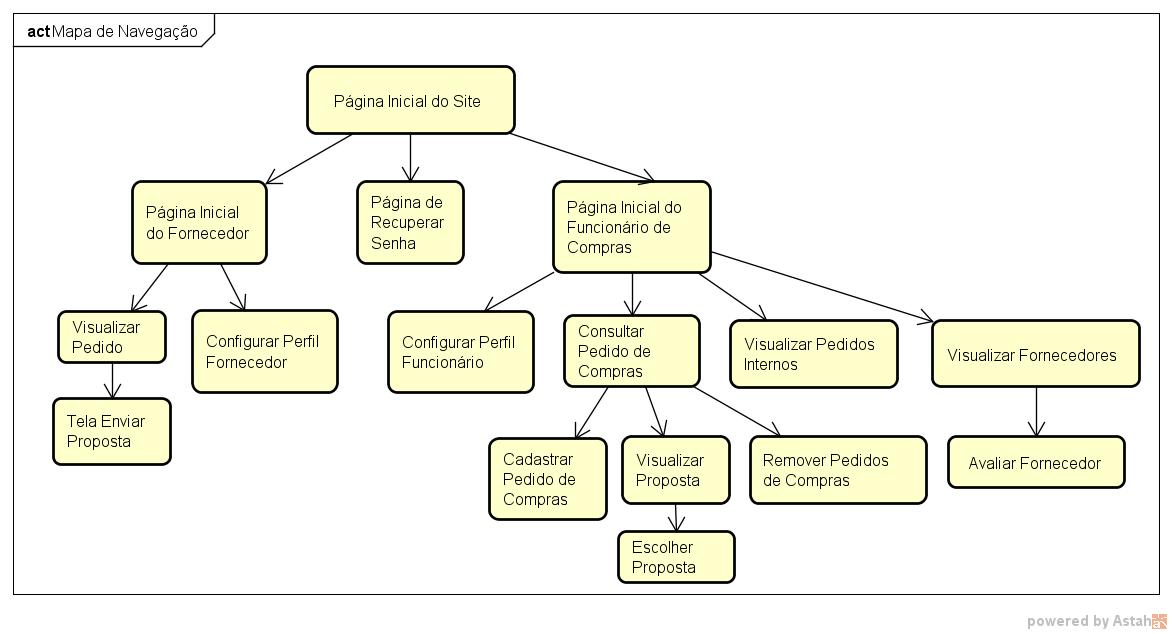 act Mapa de Navegação
Página Inicial do Site
Página Inicial
do Fornecedor
Página de
Recuperar
Senha
Página Inicial do
Funcionário de
Compras
Visualizar
Pedido
Configurar Perfil
Fornecedor
Configurar Perfil
Funcionário
Consultar
Pedido de
Compras
Visualizar Pedidos
Internos
Visualizar Fornecedores
Tela Enviar
Proposta
Cadastrar
Pedido de
Compras
Visualizar
Proposta
Remover Pedidos
de Compras
Avaliar Fornecedor
Escolher
Proposta
powered by Astah